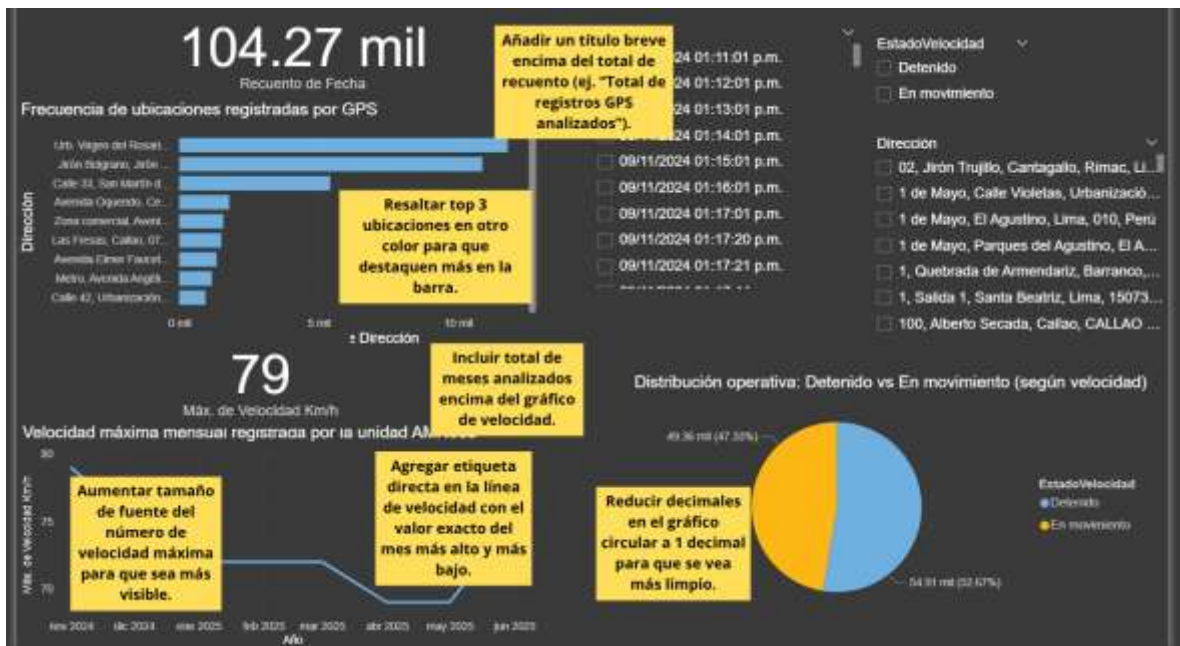 104.27 mil
Recuento de Fecha
Frecuencia de ubicaciones registradas por GPS
Dirección
Urb. Virgen del Rosari...
Jirón Belgrano, Jirón ...
Calle 33, San Martín d...
Avenida Oquendo, Ce...
Zona comercial, Aveni...
Las Fresas, Callao, 07...
Avenida Elmer Faucet...
Metro, Avenida Angéli...
Calle 42, Urbanización...
0 mil
5 mil
10 mil
Dirección
Añadir un título breve
encima del total de
recuento (ej. "Total de
registros GPS
analizados").
Resaltar top 3
ubicaciones en otro
color para que
destaquen más en la
barra.
24 01:11:01 p.m.
24 01:12:01 p.m.
24 01:13:01 p.m.
09/11/2024 01:14:01 p.m.
09/11/2024 01:15:01 p.m.
09/11/2024 01:16:01 p.m.
09/11/2024 01:17:01 p.m.
09/11/2024 01:17:20 p.m.
09/11/2024 01:17:21 p.m.
EstadoVelocidad
Detenido
En movimiento
Dirección
02, Jirón Trujillo, Cantagallo, Rimac, Li...
1 de Mayo, Calle Violetas, Urbanizació...
1 de Mayo, El Agustino, Lima, 010, Perú
1 de Mayo, Parques del Agustino, El A...
1, Quebrada de Armendariz, Barranco,...
1, Salida 1, Santa Beatriz, Lima, 15073...
100, Alberto Secada, Callao, CALLAO ...
79
Máx. de Velocidad Km/h
Velocidad máxima mensual registrada por la unidad
Incluir total de
meses analizados
encima del gráfico
de velocidad.
Máx. de Velocidad Km/h
80
75
70
Aumentar tamaño
de fuente del
número de
velocidad máxima
para que sea más
visible.
Agregar etiqueta
directa en la línea
de velocidad con el
valor exacto del
mes más alto y más
bajo.
nov 2024
dic 2024
ene 2025
feb 2025
mar 2025
abr 2025
may 2025
jun 2025
Año
Distribución operativa: Detenido vs En movimiento (según velocidad)
49.36 mil (47.33%)
Reducir decimales
en el gráfico
circular a 1 decimal
para que se vea
más limpio.
54.91 mil (52.67%)
EstadoVelocidad
Detenido
En movimiento